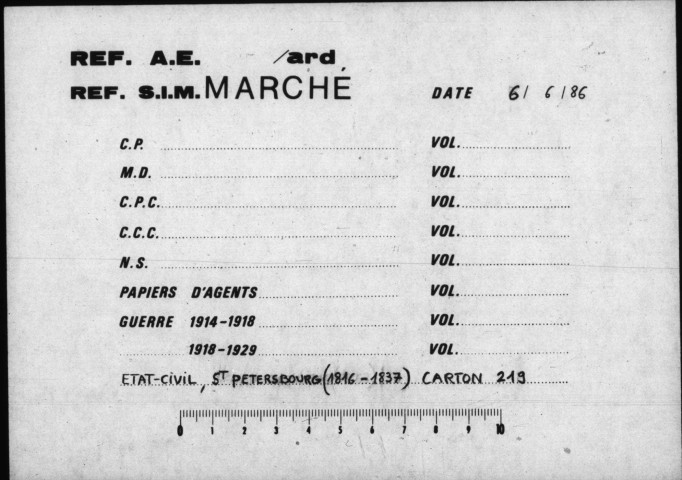 REF. A.E. /ard
REF. S.I.M. MARCHÉ DATE 6/ 6 /86
C.P. VOL.
M.D. VOL.
C.P.C. VOL.
C.C.C. VOL.
N.S. VOL.
PAPIERS D'AGENTS VOL.
GUERRE 1914-1918 VOL.
1918-1929 VOL.
ETAT-CIVIL, ST PETERSBOURG (1816-1837) CARTON 219
0 1 2 3 4 5 6 7 8 9 10